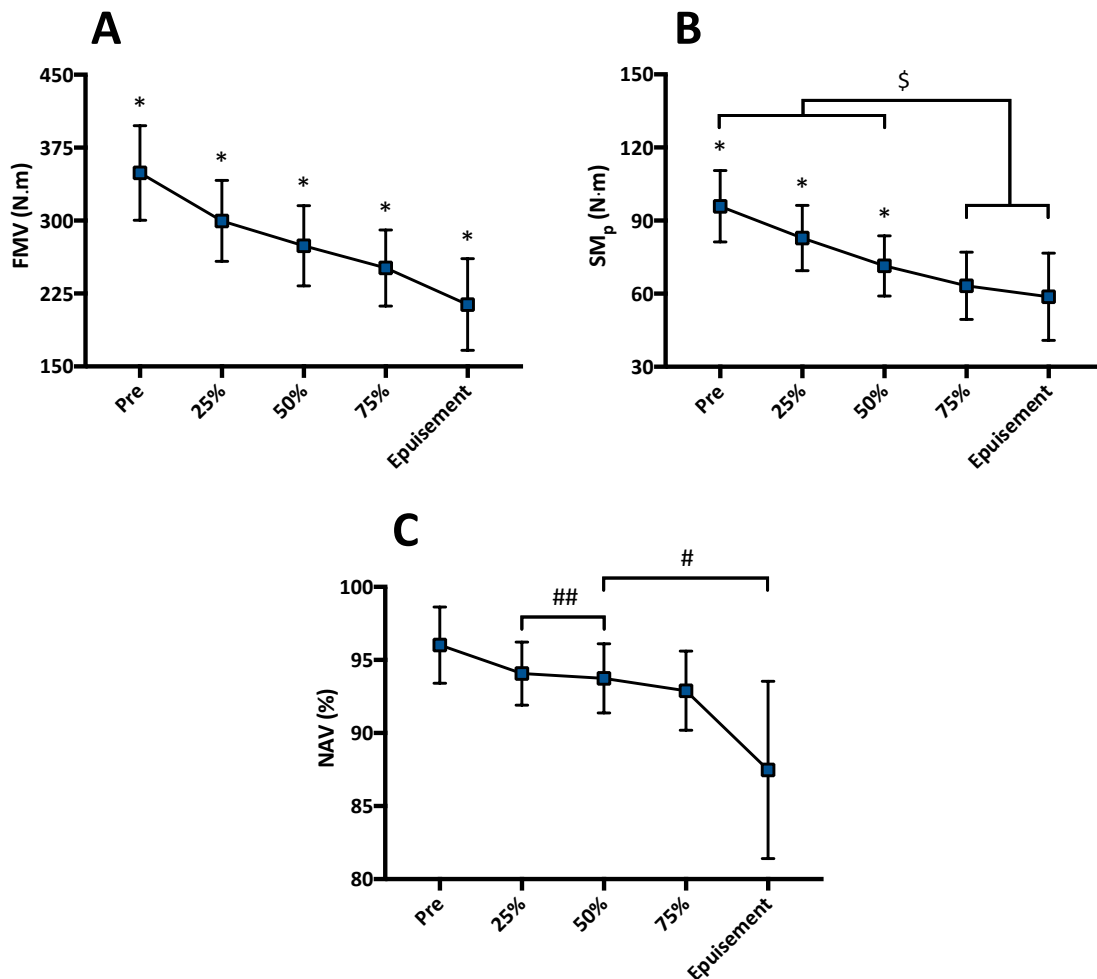 A
450
375
300
225
150
FMV (N.m)
*
*
*
*
*
Pre
25%
50%
75%
Epuisement
B
150
120
90
60
30
SMp (N·m)
$
*
*
*
Pre
25%
50%
75%
Epuisement
C
100
95
90
85
80
NAV (%)
##
#
Pre
25%
50%
75%
Epuisement